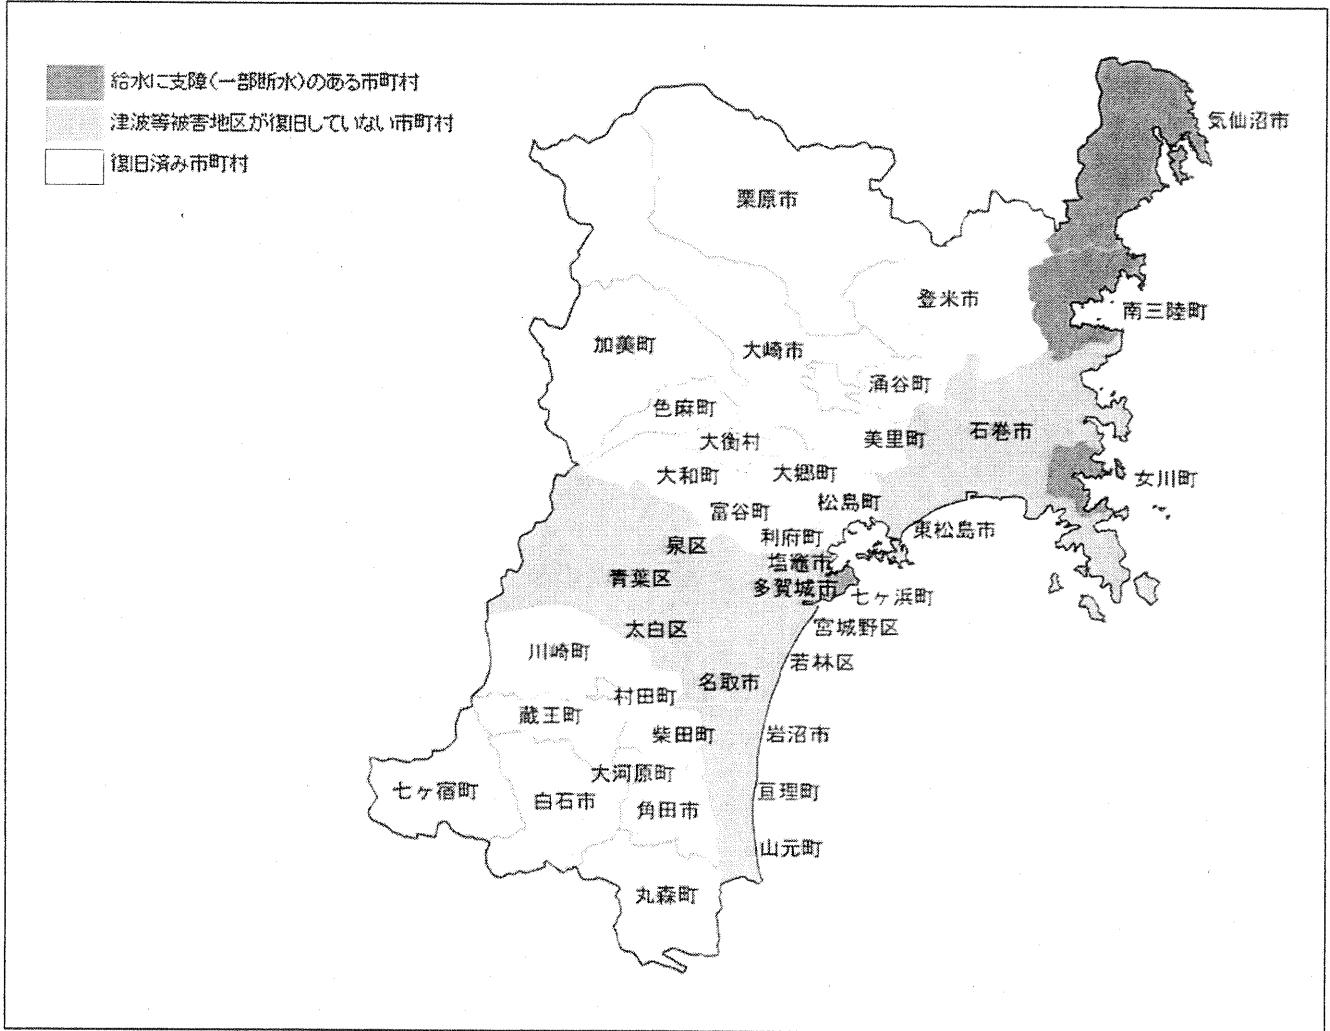 給水に支障(一部断水)のある市町村
津波等被害地区が復旧していない市町村
復旧済み市町村
気仙沼市
栗原市
登米市
南三陸町
加美町
大崎市
涌谷町
色麻町
大衡村
美里町
石巻市
大和町
大郷町
女川町
富谷町
松島町
利府町
東松島市
泉区
塩竈市
青葉区
多賀城市
七ヶ浜町
太白区
宮城野区
川崎町
若林区
村田町
名取市
蔵王町
柴田町
岩沼市
大河原町
七ヶ宿町
白石市
角田市
亘理町
山元町
丸森町